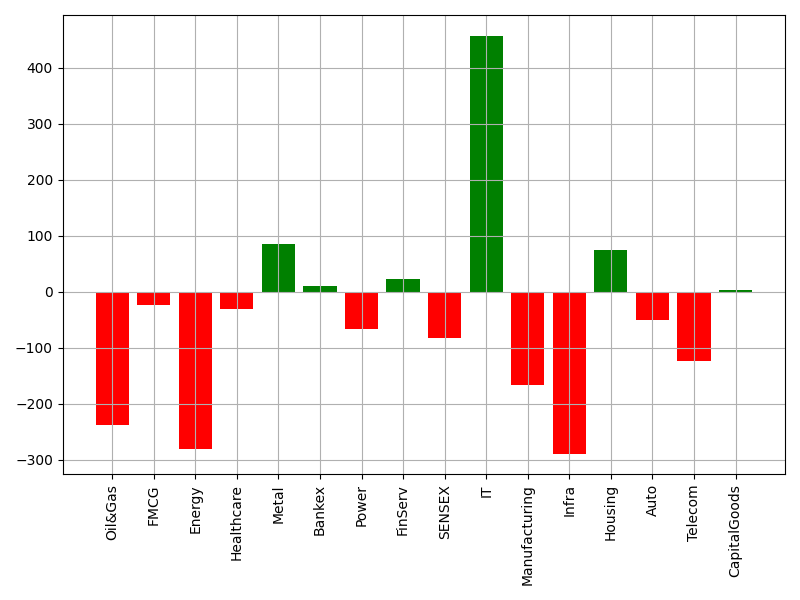 400
300
200
100
0
−100
−200
−300
Oil&Gas
FMCG
Energy
Healthcare
Metal
Bankex
Power
FinServ
SENSEX
IT
Manufacturing
Infra
Housing
Auto
Telecom
CapitalGoods